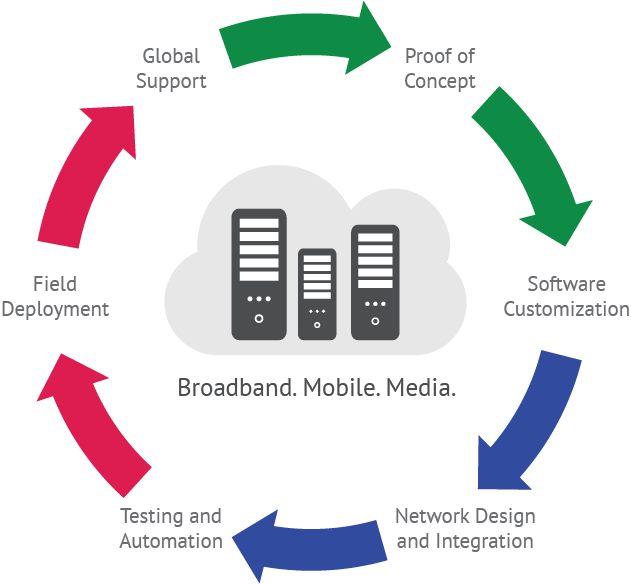 Global
Support
Proof of
Concept
Field
Deployment
Software
Customization
Broadband. Mobile. Media.
Testing and
Automation
Network Design
and Integration